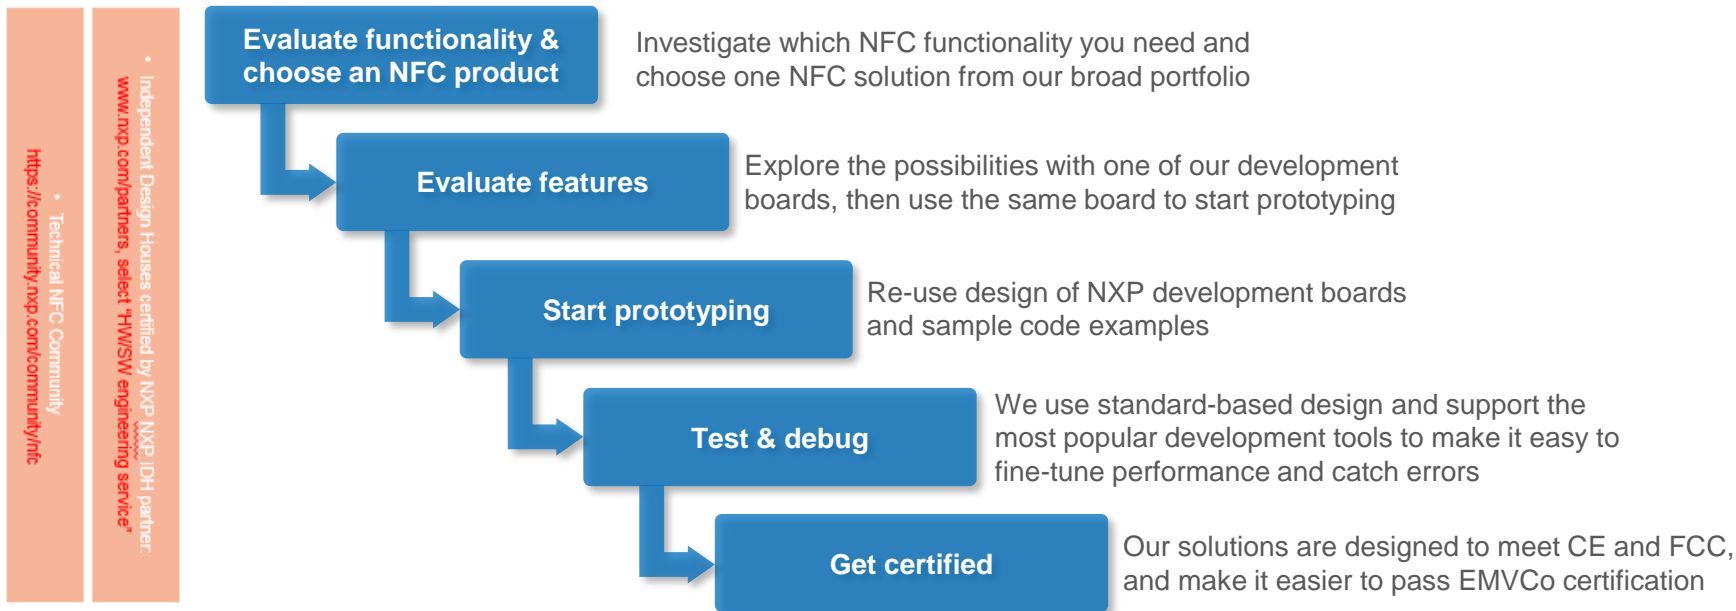 • Technical NFC Community
https://community.nxp.com/community/nfc
• Independent Design Houses certified by NXP NXP IDH partner:
www.nxp.com/partners, select “HW/SW engineering service”
Evaluate functionality &
choose an NFC product
Investigate which NFC functionality you need and
choose one NFC solution from our broad portfolio
Evaluate features
Explore the possibilities with one of our development
boards, then use the same board to start prototyping
Start prototyping
Re-use design of NXP development boards
and sample code examples
Test & debug
We use standard-based design and support the
most popular development tools to make it easy to
fine-tune performance and catch errors
Get certified
Our solutions are designed to meet CE and FCC,
and make it easier to pass EMVCo certification